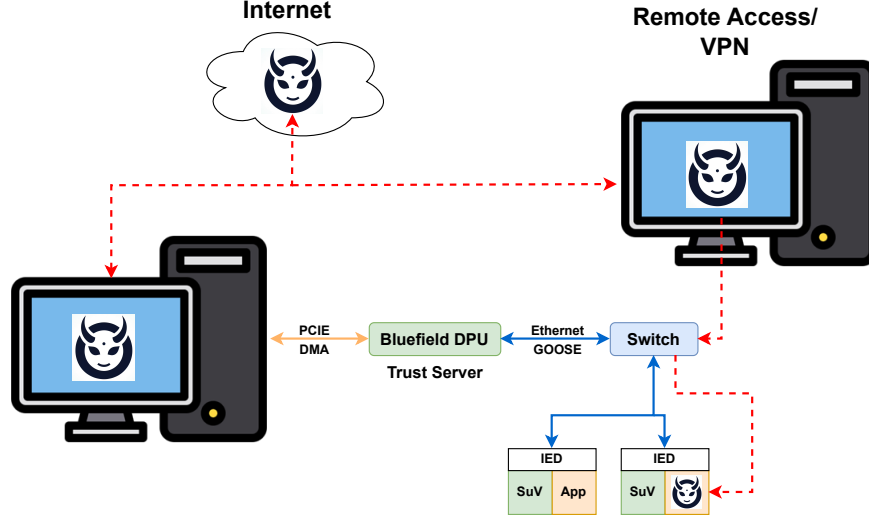 Internet
Remote Access/
VPN
PCIE
DMA
Bluefield DPU
Trust Server
Ethernet
GOOSE
Switch
IED
SuV
App
IED
SuV